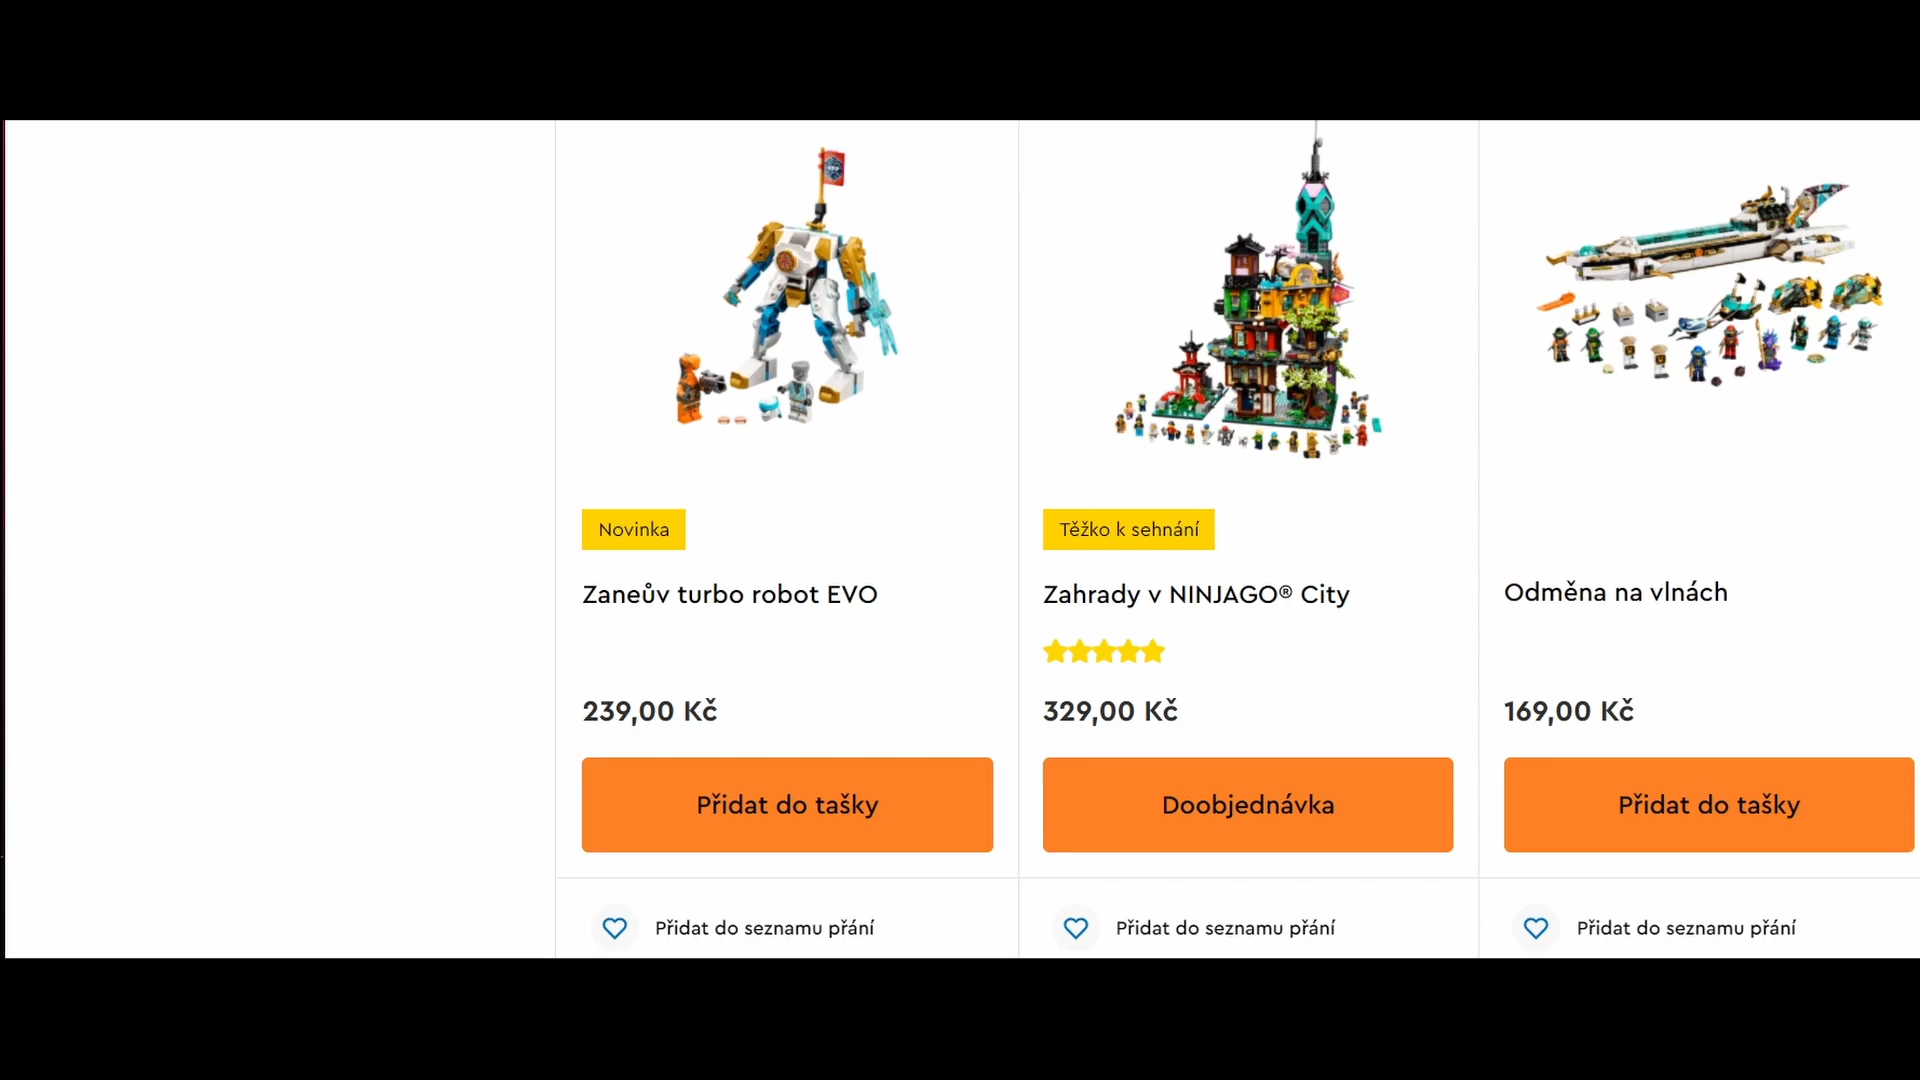 Novinka
Zaneův turbo robot EVO
239,00 Kč
Přidat do tašky
Přidat do seznamu přání
Těžko k sehnání
Zahrady v NINJAGO® City
329,00 Kč
Doobjednávka
Přidat do seznamu přání
Odměna na vlnách
169,00 Kč
Přidat do tašky
Přidat do seznamu přání